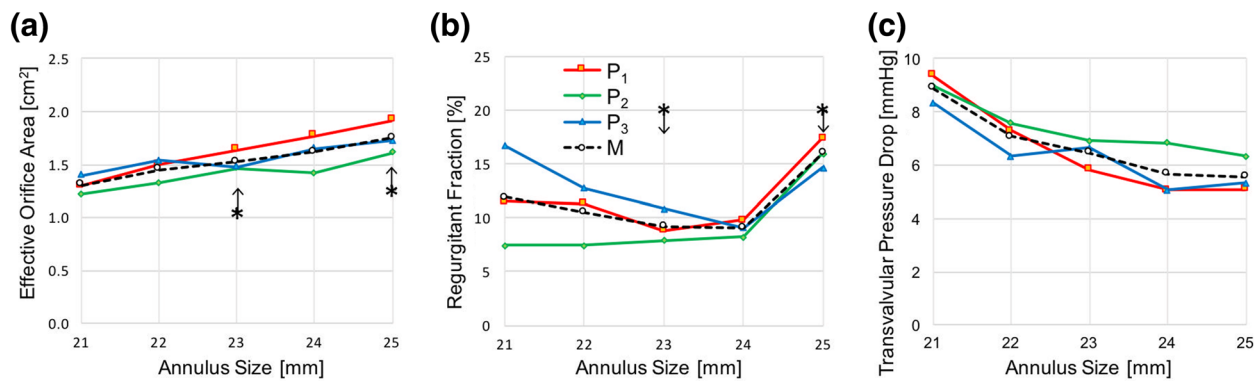 (a)
Effective Orifice Area [cm²]
2.5
2.0
1.5
1.0
0.5
0.0
*
*
21 22 23 24 25
Annulus Size [mm]
(b)
Regurgitant Fraction [%]
25
20
15
10
5
0
P₁
P₂
P₃
M
*
*
21 22 23 24 25
Annulus Size [mm]
(c)
Transvalvular Pressure Drop [mmHg]
10
8
6
4
2
0
21 22 23 24 25
Annulus Size [mm]